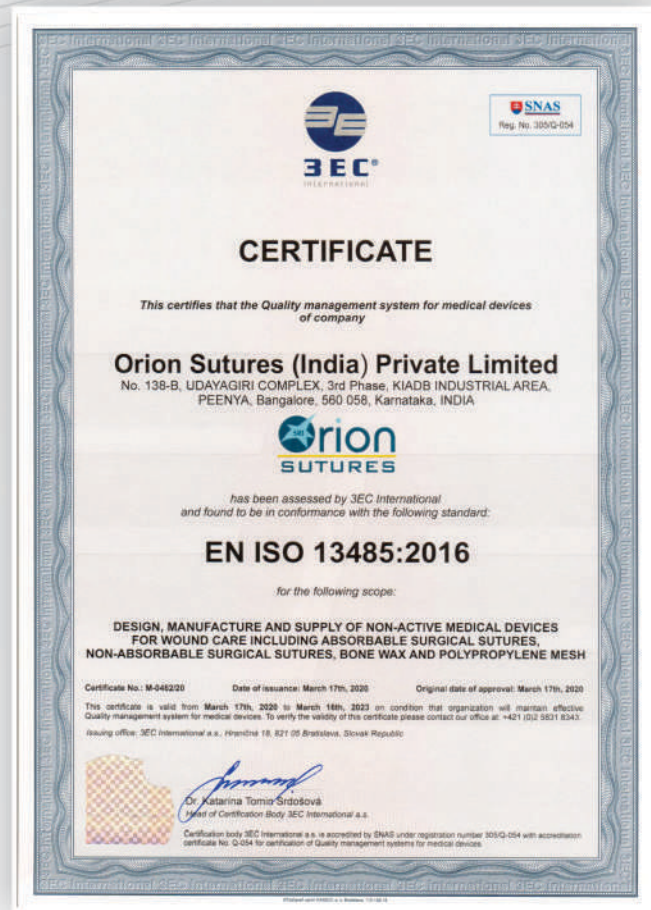 3EC International 3EC International 3EC International 3EC International
SNAS
Reg. No. 305/Q-054
3EC®
INTERNATIONAL
CERTIFICATE
This certifies that the Quality management system for medical devices
of company
Orion Sutures (India) Private Limited
No. 138-B, UDAYAGIRI COMPLEX, 3rd Phase, KIADB INDUSTRIAL AREA,
PEENYA, Bangalore, 560 058, Karnataka, INDIA
Orion
SUTURES
has been assessed by 3EC International
and found to be in conformance with the following standard:
EN ISO 13485:2016
for the following scope:
DESIGN, MANUFACTURE AND SUPPLY OF NON-ACTIVE MEDICAL DEVICES
FOR WOUND CARE INCLUDING ABSORBABLE SURGICAL SUTURES,
NON-ABSORBABLE SURGICAL SUTURES, BONE WAX AND POLYPROPYLENE MESH
Certificate No.: M-0462/20 Date of issuance: March 17th, 2020 Original date of approval: March 17th, 2020
This certificate is valid from March 17th, 2020 to March 16th, 2023 on condition that organization will maintain effective
Quality management system for medical devices. To verify the validity of this certificate please contact our office at: +421 (0)2 5831 8343.
Issuing office: 3EC International a.s., Hraničná 18, 821 05 Bratislava, Slovak Republic
Dr. Katarína Tomis Srdošová
Head of Certification Body 3EC International a.s.
Certification body 3EC International a.s. is accredited by SNAS under registration number 305/Q-054 with accreditation
certificate No. Q-054 for certification of Quality management systems for medical devices